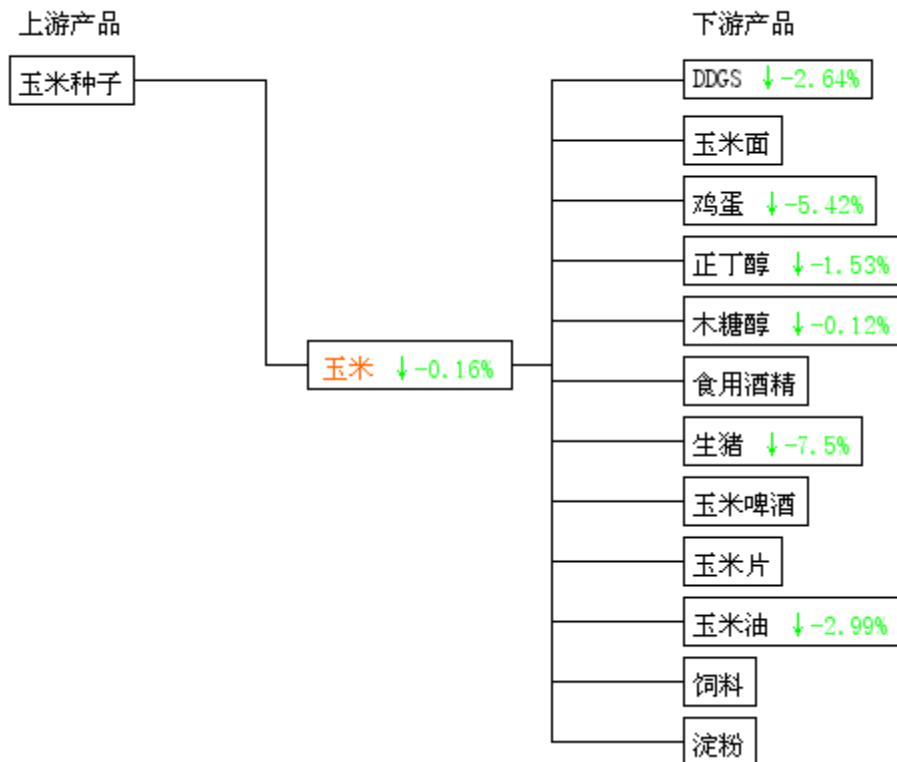 上游产品
玉米种子
玉米 ↓-0.16%
下游产品
DDGS ↓-2.64%
玉米面
鸡蛋 ↓-5.42%
正丁醇 ↓-1.53%
木糖醇 ↓-0.12%
食用酒精
生猪 ↓-7.5%
玉米啤酒
玉米片
玉米油 ↓-2.99%
饲料
淀粉